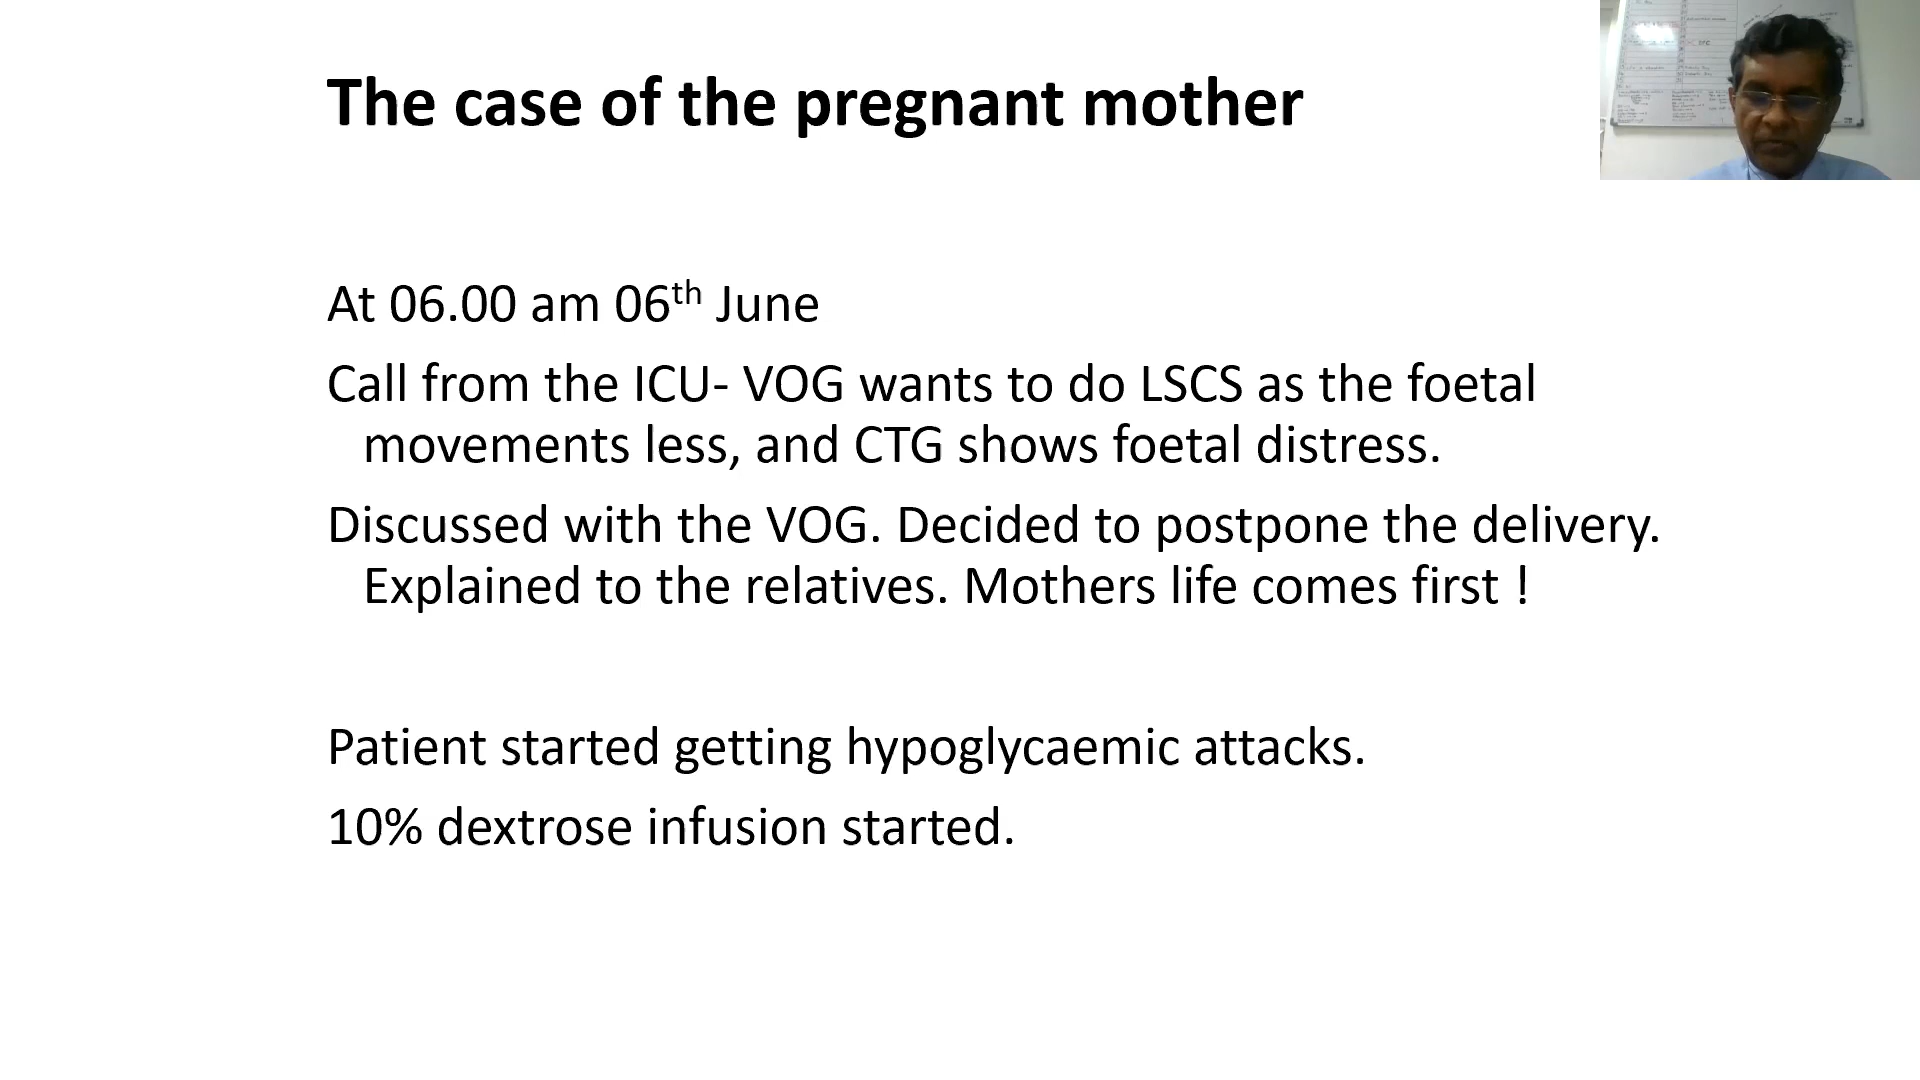 The case of the pregnant mother
At 06.00 am 06th June
Call from the ICU- VOG wants to do LSCS as the foetal
movements less, and CTG shows foetal distress.
Discussed with the VOG. Decided to postpone the delivery.
Explained to the relatives. Mothers life comes first !
Patient started getting hypoglycaemic attacks.
10% dextrose infusion started.